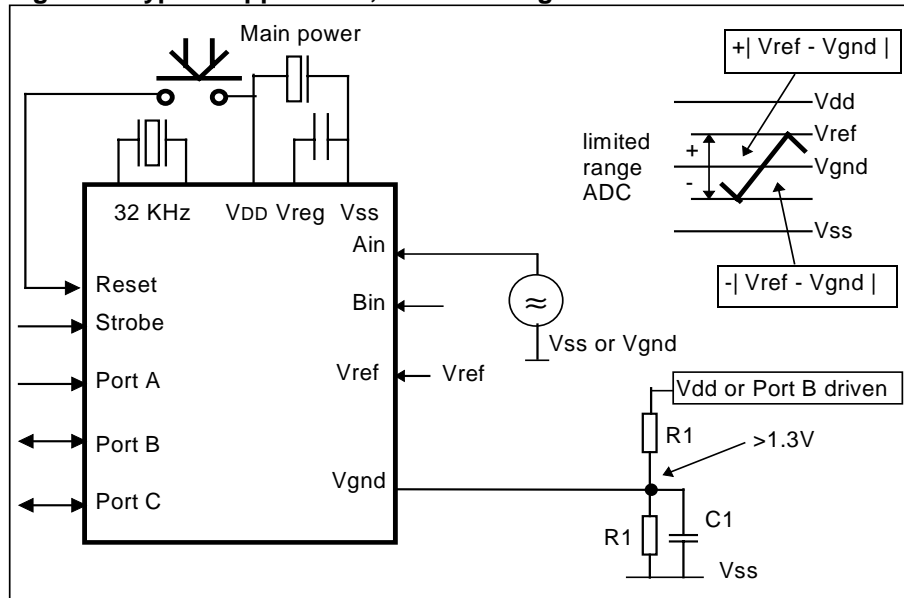 Main power
+| Vref - Vgnd |
Vdd
Vref
limited
range
ADC
+
-
Vgnd
Vss
-| Vref - Vgnd |
32 KHz
VDD Vreg Vss
Ain
Reset
Bin
Strobe
≈
Vss or Vgnd
Port A
Vref
Vref
Vdd or Port B driven
R1
>1.3V
Port B
Vgnd
Port C
R1
C1
Vss